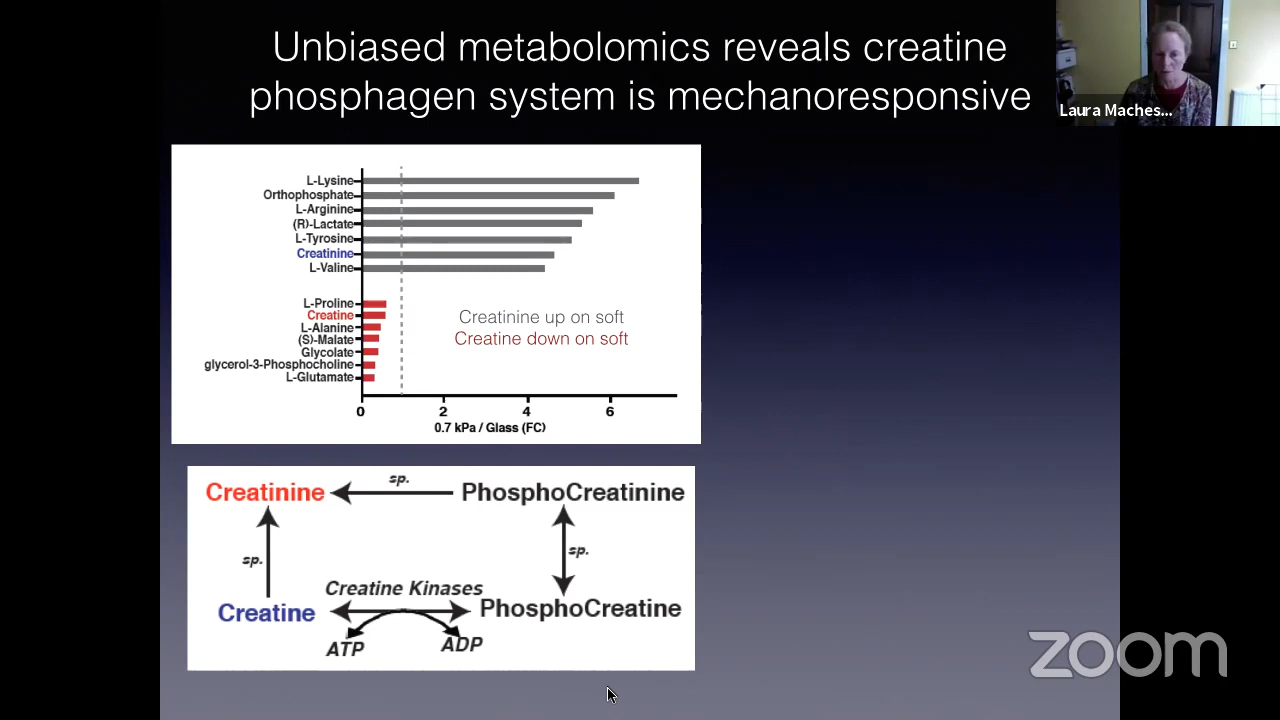 Unbiased metabolomics reveals creatine
phosphagen system is mechanoresponsive
Laura Maches...
L-Lysine
Orthophosphate
L-Arginine
(R)-Lactate
L-Tyrosine
Creatinine
L-Valine
L-Proline
Creatine
L-Alanine
(S)-Malate
Glycolate
glycerol-3-Phosphocholine
L-Glutamate
Creatinine up on soft
Creatine down on soft
0 2 4 6
0.7 kPa / Glass (FC)
Creatinine sp. PhosphoCreatinine
sp. sp.
Creatine Kinases
Creatine PhosphoCreatine
ATP ADP
zoom